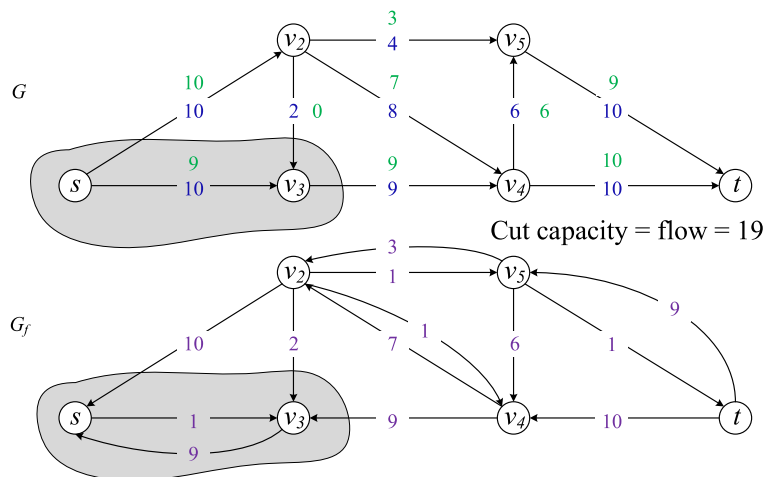 3
v2 4 v5
10 7 9
G
10 2 0 8 6 6 10
9 9 10
s 10 v3 9 v4 10 t
Cut capacity = flow = 19
3
v2 1 v5
9
Gf 10 2 7 1 6 1
s 1 v3 9 v4 10 t
9